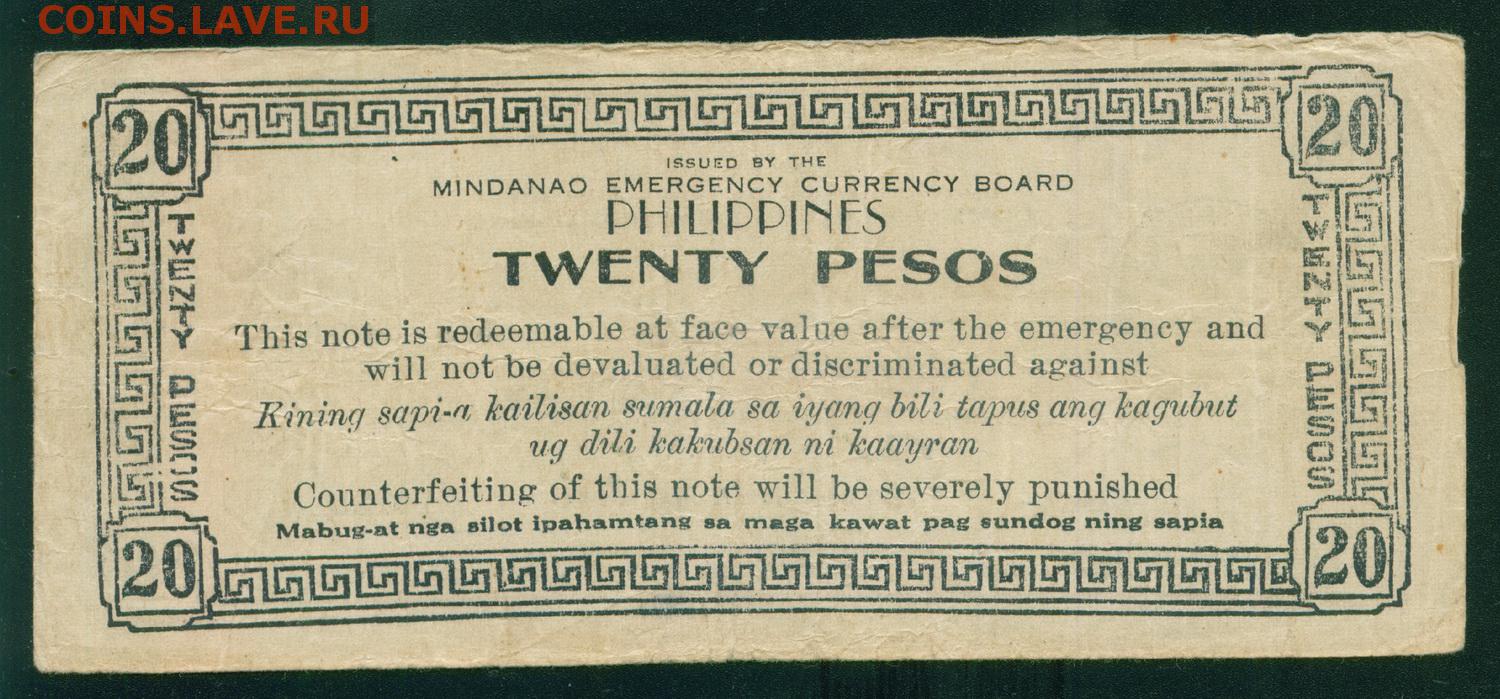 COINS.LAVE.RU
20
20
ISSUED BY THE
MINDANAO EMERGENCY CURRENCY BOARD
PHILIPPINES
TWENTY PESOS
TWENTY PESOS
TWENTY PESOS
This note is redeemable at face value after the emergency and
will not be devaluated or discriminated against
Kining sapi-a kailisan sumala sa iyang bili tapus ang kagubut
ug dili kakubsan ni kaayran
Counterfeiting of this note will be severely punished
Mabug-at nga silot ipahamtang sa maga kawat pag sundog ning sapia
20
20